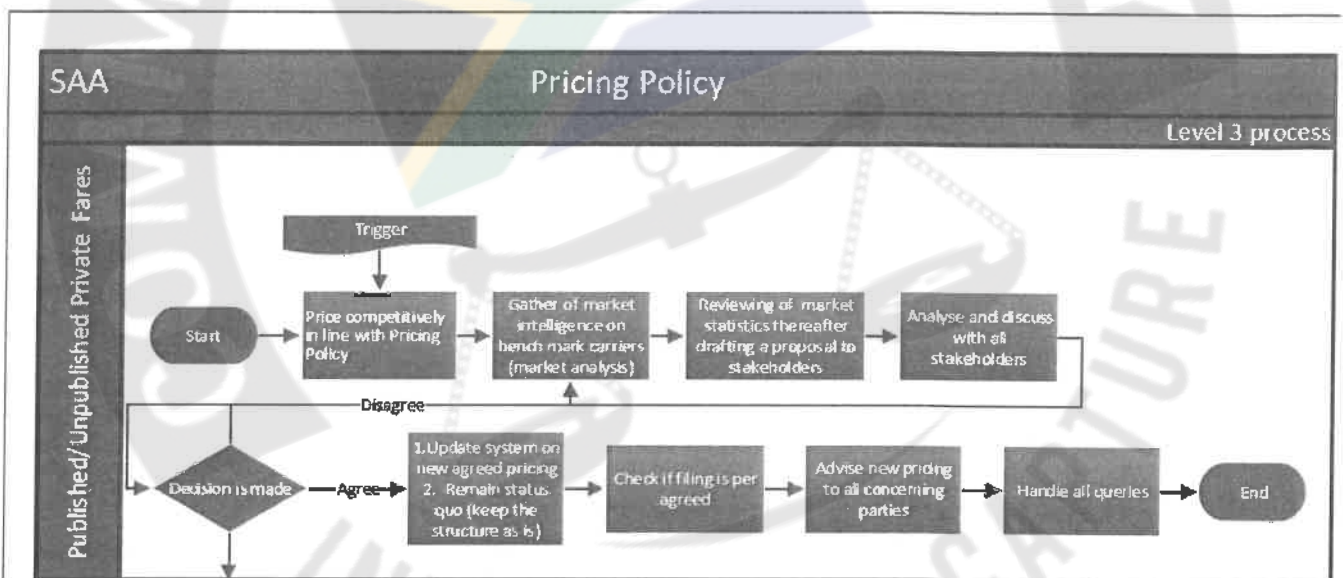 SAA
Pricing Policy
Level 3 process
Published/Unpublished Private Fares
Trigger
Start
Price competitively
in line with Pricing
Policy
Gather of market
intelligence on
bench mark carriers
(market analysis)
Reviewing of market
statistics thereafter
drafting a proposal to
stakeholders
Analyse and discuss
with all
stakeholders
Disagree
Decision is made
Agree
1.Update system on
new agreed pricing
2. Remain status
quo (keep the
structure as is)
Check if filing is per
agreed
Advise new pricing
to all concerning
parties
Handle all queries
End
CAPTURE